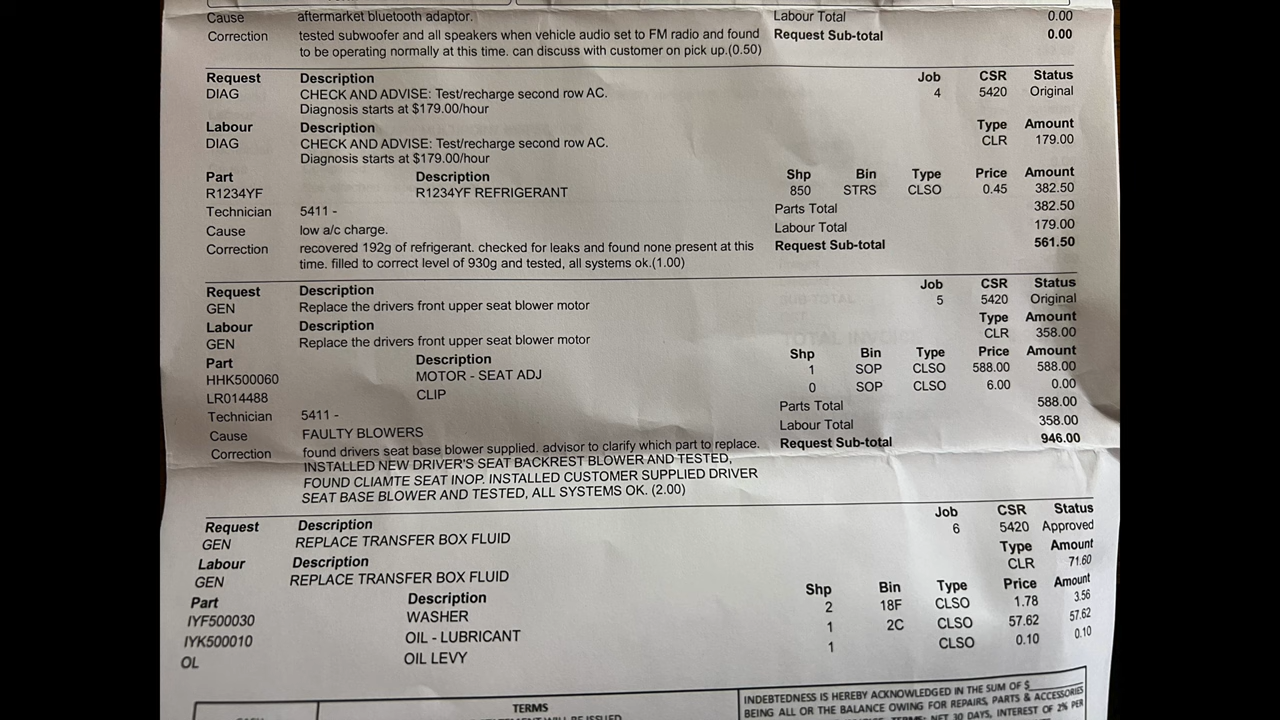 Cause aftermarket bluetooth adaptor. Labour Total 0.00
Correction tested subwoofer and all speakers when vehicle audio set to FM radio and found Request Sub-total 0.00
to be operating normally at this time. can discuss with customer on pick up.(0.50)
Request Description Job CSR Status
DIAG CHECK AND ADVISE: Test/recharge second row AC. 4 5420 Original
Diagnosis starts at $179.00/hour
Labour Description Type Amount
DIAG CHECK AND ADVISE: Test/recharge second row AC. CLR 179.00
Diagnosis starts at $179.00/hour
Part Description Shp Bin Type Price Amount
R1234YF R1234YF REFRIGERANT 850 STRS CLSO 0.45 382.50
Technician 5411 - Parts Total 382.50
Cause low a/c charge. Labour Total 179.00
Correction recovered 192g of refrigerant. checked for leaks and found none present at this Request Sub-total 561.50
time. filled to correct level of 930g and tested, all systems ok.(1.00)
Request Description Job CSR Status
GEN Replace the drivers front upper seat blower motor 5 5420 Original
Labour Description Type Amount
GEN Replace the drivers front upper seat blower motor CLR 358.00
Part Description Shp Bin Type Price Amount
HHK500060 MOTOR - SEAT ADJ 1 SOP CLSO 588.00 588.00
LR014488 CLIP 0 SOP CLSO 6.00 0.00
Technician 5411 - Parts Total 588.00
Cause FAULTY BLOWERS Labour Total 358.00
Correction found drivers seat base blower supplied. advisor to clarify which part to replace. Request Sub-total 946.00
INSTALLED NEW DRIVER'S SEAT BACKREST BLOWER AND TESTED,
FOUND CLIAMTE SEAT INOP. INSTALLED CUSTOMER SUPPLIED DRIVER
SEAT BASE BLOWER AND TESTED, ALL SYSTEMS OK. (2.00)
Request Description Job CSR Status
GEN REPLACE TRANSFER BOX FLUID 6 5420 Approved
Labour Description Type Amount
GEN REPLACE TRANSFER BOX FLUID CLR 71.60
Part Description Shp Bin Type Price Amount
IYF500030 WASHER 2 18F CLSO 1.78 3.56
IYK500010 OIL - LUBRICANT 1 2C CLSO 57.62 57.62
OL OIL LEVY 1 CLSO 0.10 0.10
TERMS
INDEBTEDNESS IS HEREBY ACKNOWLEDGED IN THE SUM OF $
BEING ALL OR THE BALANCE OWING FOR REPAIRS, PARTS & ACCESSORIES
NET 30 DAYS, INTEREST OF 2% PER